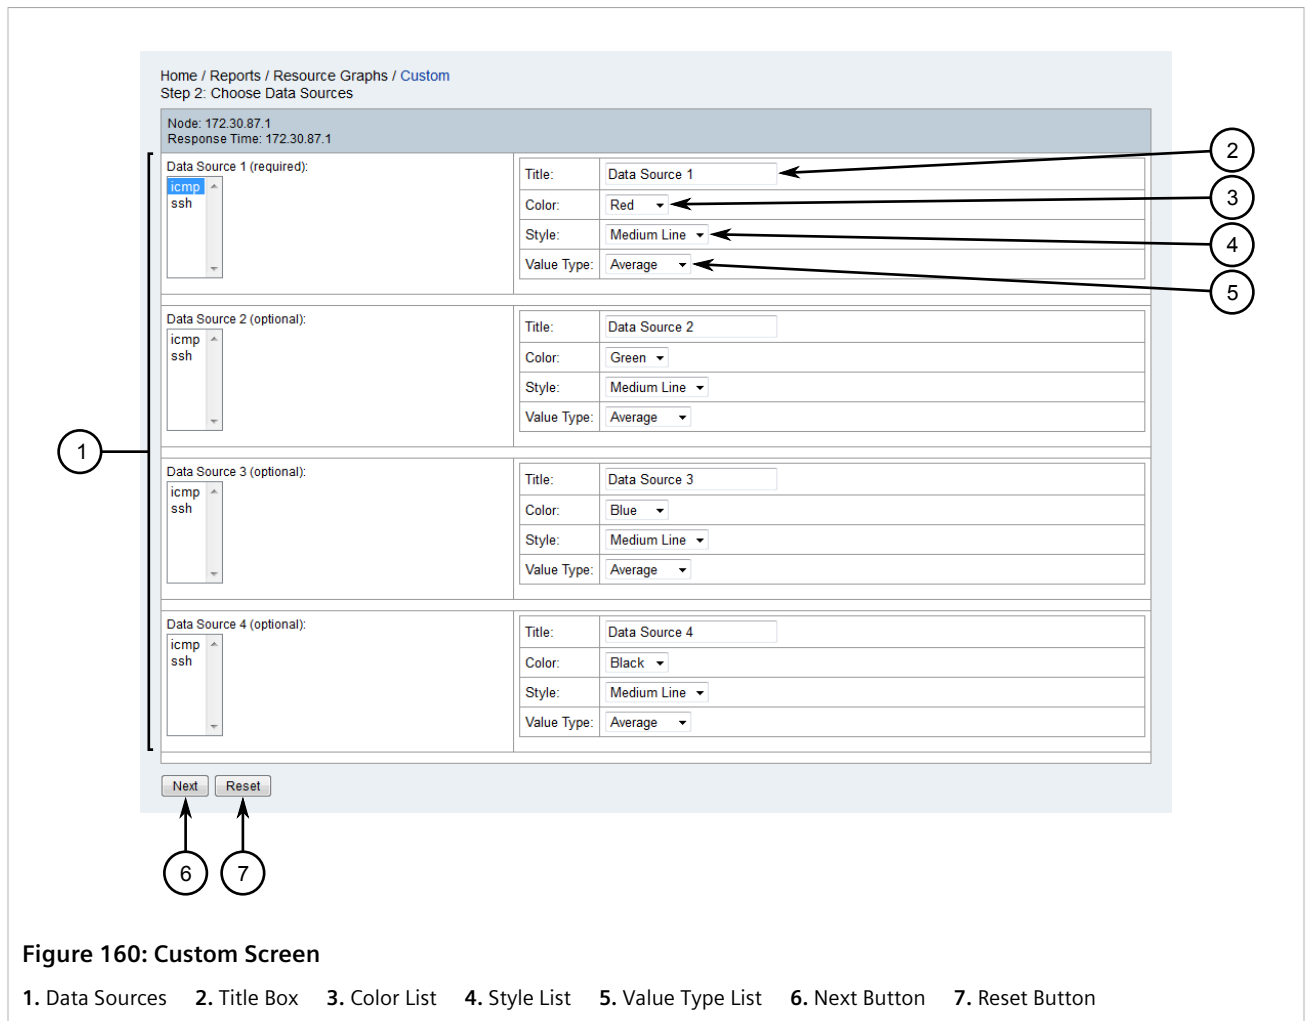 Home / Reports / Resource Graphs / Custom
Step 2: Choose Data Sources
Node: 172.30.87.1
Response Time: 172.30.87.1
Data Source 1 (required):
icmp
ssh
Title: Data Source 1
Color: Red
Style: Medium Line
Value Type: Average
Data Source 2 (optional):
icmp
ssh
Title: Data Source 2
Color: Green
Style: Medium Line
Value Type: Average
Data Source 3 (optional):
icmp
ssh
Title: Data Source 3
Color: Blue
Style: Medium Line
Value Type: Average
Data Source 4 (optional):
icmp
ssh
Title: Data Source 4
Color: Black
Style: Medium Line
Value Type: Average
Next Reset
1
2
3
4
5
6
7
Figure 160: Custom Screen
1. Data Sources 2. Title Box 3. Color List 4. Style List 5. Value Type List 6. Next Button 7. Reset Button